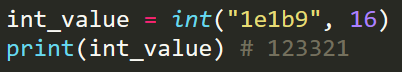 int_value = int("1e1b9", 16)
print(int_value) # 123321